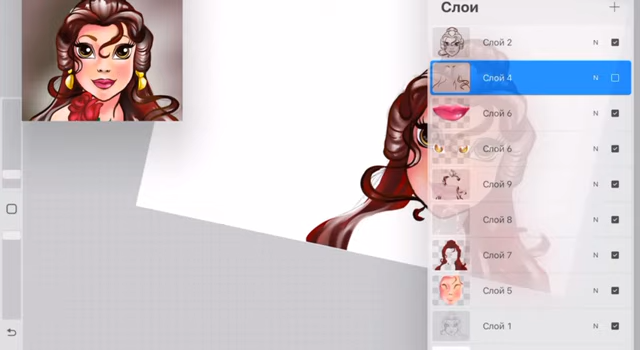 Слои
Слой 2 N
Слой 4 N
Слой 6 N
Слой 6 N
Слой 9 N
Слой 8 N
Слой 7 N
Слой 5 N
Слой 1 N